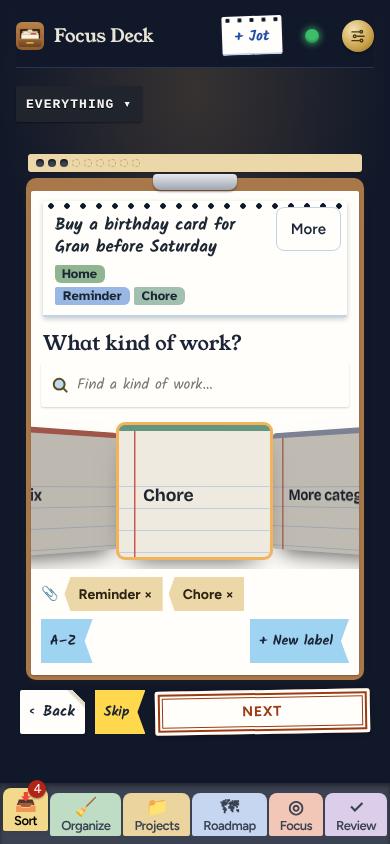 Focus Deck
+ Jot
EVERYTHING ▾
Buy a birthday card for
Gran before Saturday
More
Home
Reminder Chore
What kind of work?
Find a kind of work...
ix
Chore
More categ
Reminder ×
Chore ×
A–Z
+ New label
‹ Back
Skip
NEXT
4
Sort
Organize
Projects
Roadmap
Focus
Review